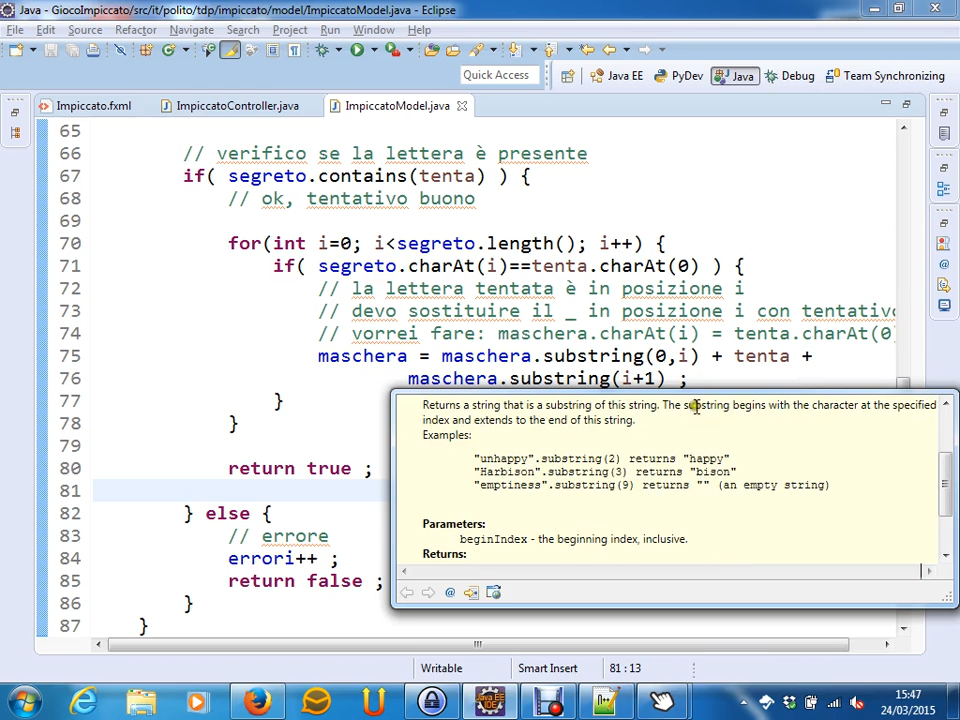 Java - GiocoImpiccato/src/it/polito/tdp/impiccato/model/ImpiccatoModel.java - Eclipse
File Edit Source Refactor Navigate Search Project Run Window Help
Quick Access Java EE PyDev Java Debug Team Synchronizing
Impiccato.fxml ImpiccatoController.java ImpiccatoModel.java
65
66 // verifico se la lettera è presente
67 if( segreto.contains(tenta) ) {
68 // ok, tentativo buono
69
70 for(int i=0; i<segreto.length(); i++) {
71 if( segreto.charAt(i)==tenta.charAt(0) ) {
72 // la lettera tentata è in posizione i
73 // devo sostituire il _ in posizione i con tentativo
74 // vorrei fare: maschera.charAt(i) = tenta.charAt(0
75 maschera = maschera.substring(0,i) + tenta +
76 maschera.substring(i+1) ;
77 }
78 }
79
80 return true ;
81
82 } else {
83 // errore
84 errori++ ;
85 return false ;
86 }
87 }
Returns a string that is a substring of this string. The substring begins with the character at the specified
index and extends to the end of this string.
Examples:
"unhappy".substring(2) returns "happy"
"Harbison".substring(3) returns "bison"
"emptiness".substring(9) returns "" (an empty string)
Parameters:
beginIndex - the beginning index, inclusive.
Returns:
Writable Smart Insert 81 : 13
15:47
24/03/2015